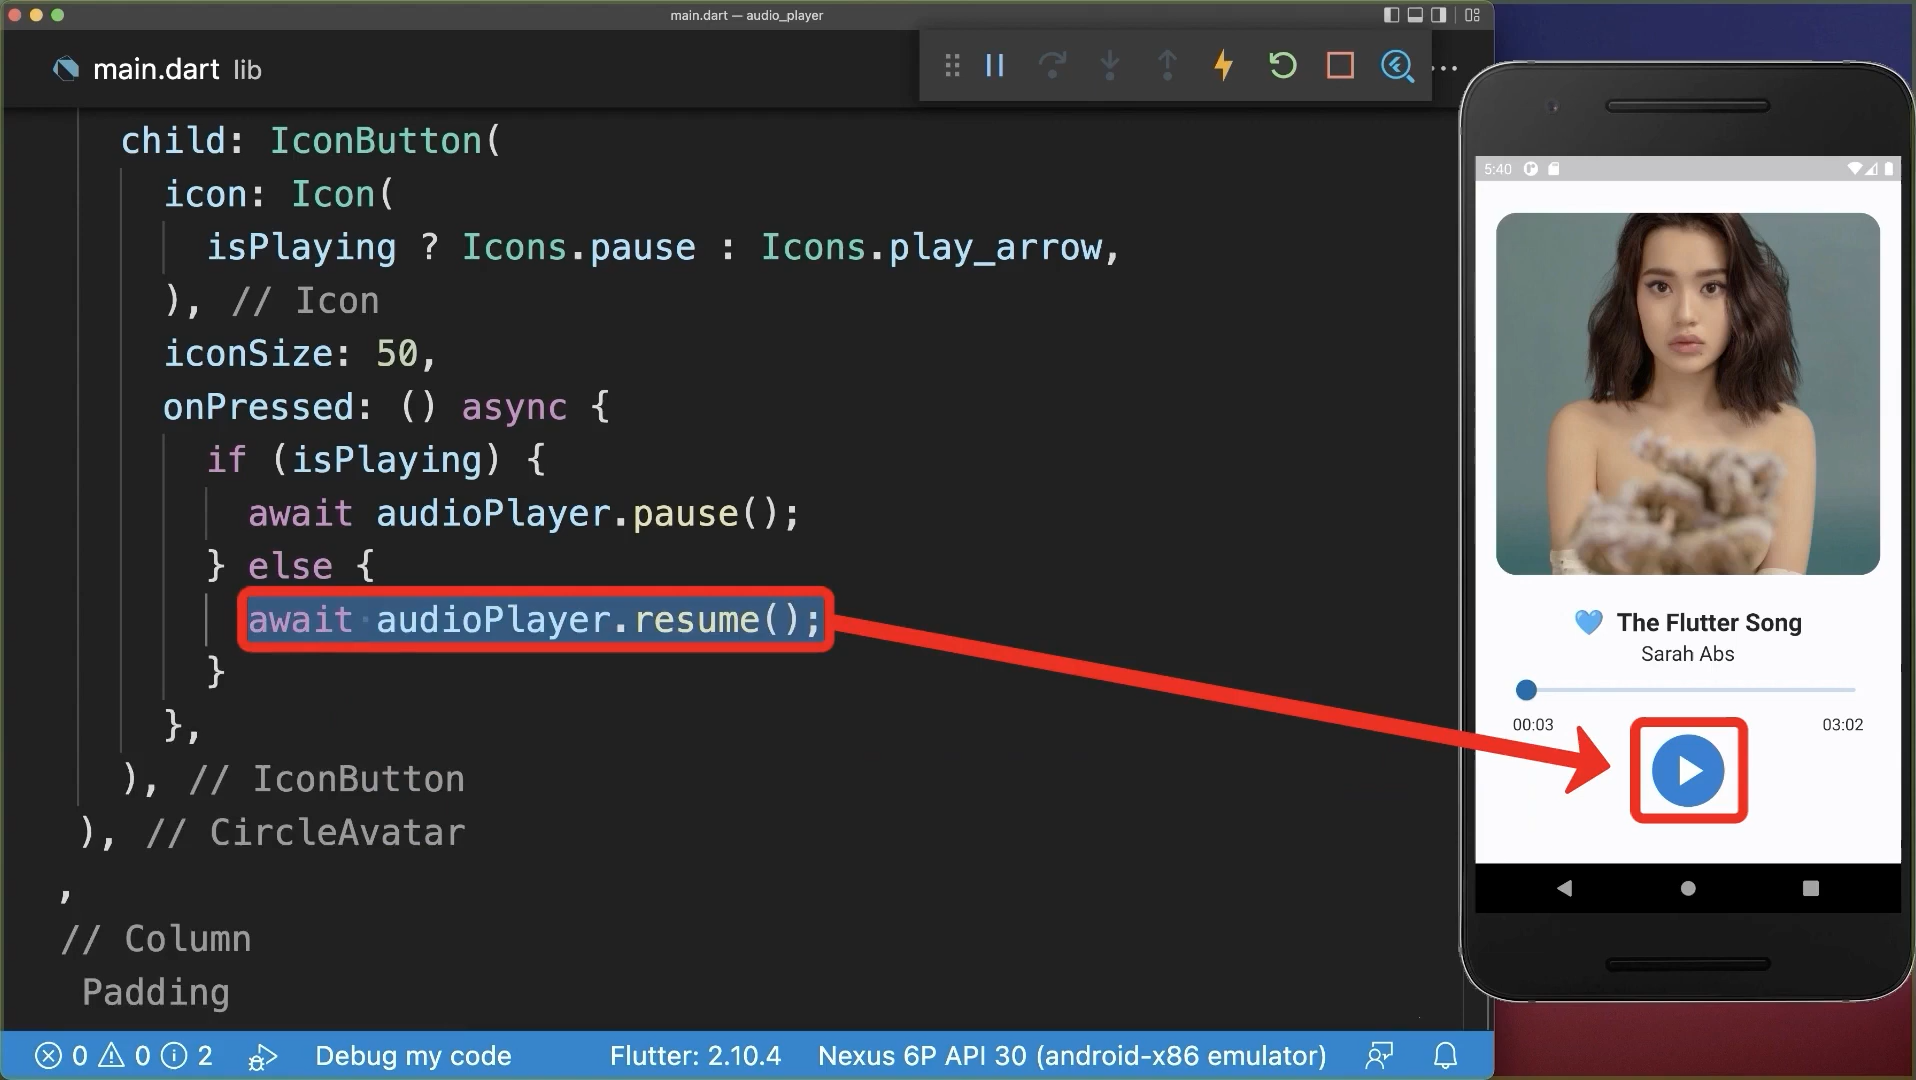 main.dart — audio_player
main.dart lib
child: IconButton(
icon: Icon(
isPlaying ? Icons.pause : Icons.play_arrow,
), // Icon
iconSize: 50,
onPressed: () async {
if (isPlaying) {
await audioPlayer.pause();
} else {
await audioPlayer.resume();
}
},
), // IconButton
), // CircleAvatar
,
// Column
Padding
0 0 2 Debug my code Flutter: 2.10.4 Nexus 6P API 30 (android-x86 emulator)
5:40
The Flutter Song
Sarah Abs
00:03 03:02